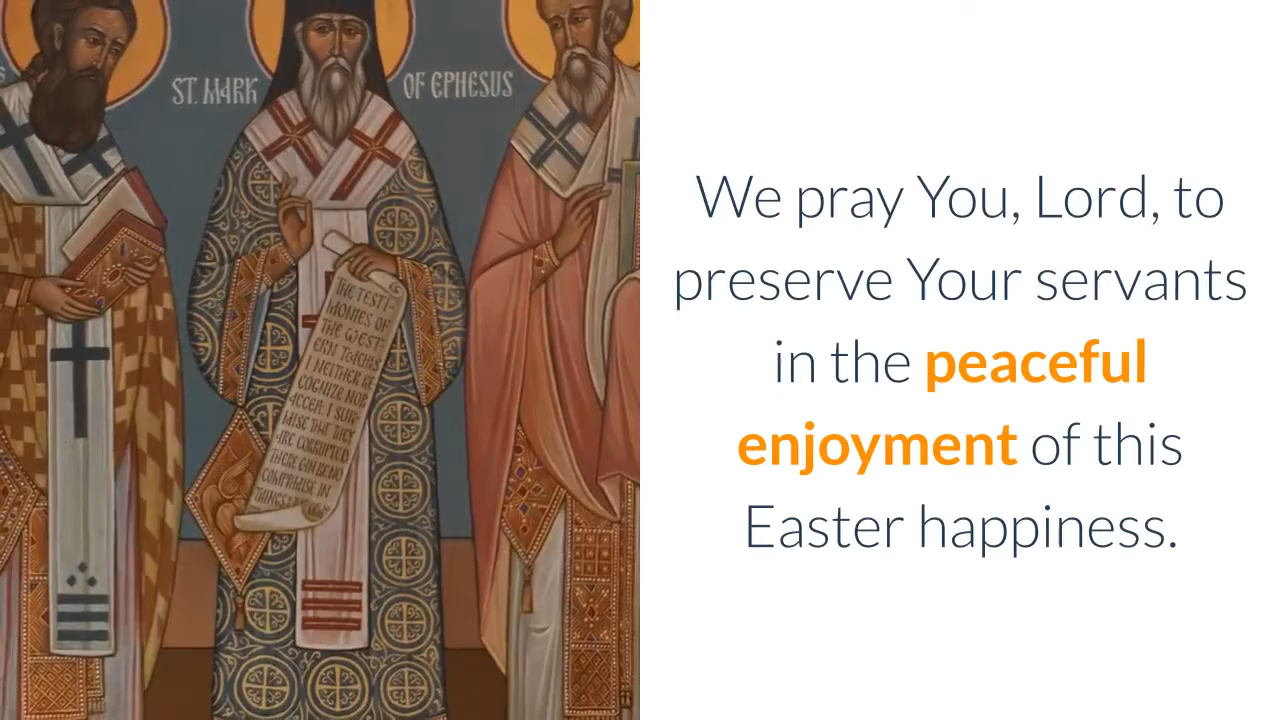 S
ST. MARK OF EPHESUS
THE TESTI-
MONIES OF
THE WEST-
ERN TEACHERS
I NEITHER RE-
COGNIZE NOR
ACCEPT. I SUR-
MISE THAT THEY
ARE CORRUPTED.
THERE CAN BE NO
COMPROMISE IN
THINGS
We pray You, Lord, to
preserve Your servants
in the peaceful
enjoyment of this
Easter happiness.